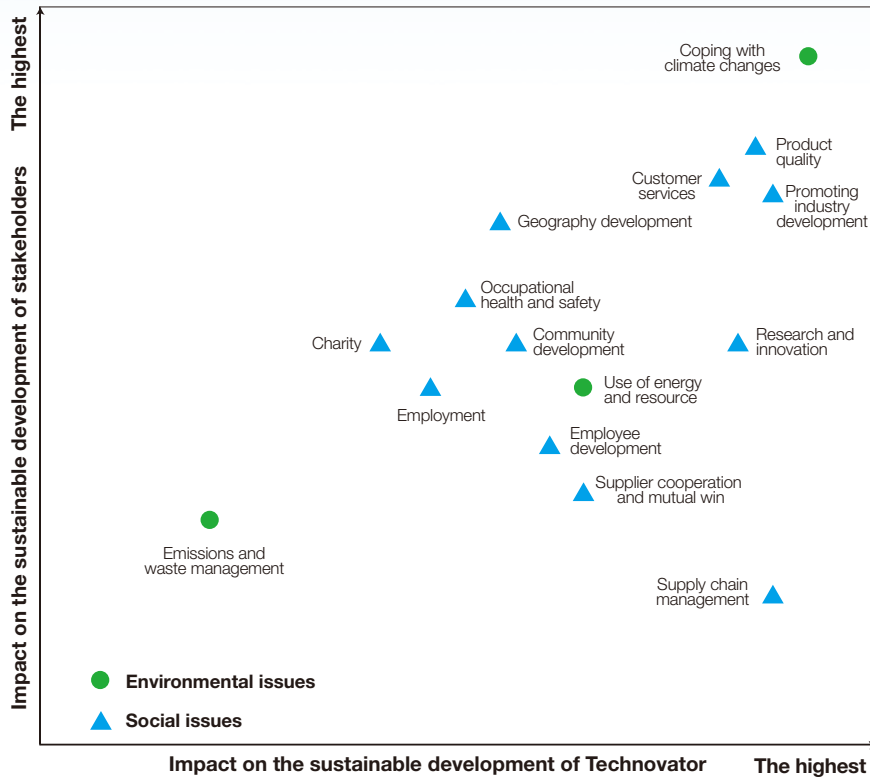 The highest
Impact on the sustainable development of stakeholders
Coping with
climate changes
Product
quality
Customer
services
Promoting
industry
development
Geography development
Occupational
health and safety
Charity
Community
development
Research and
innovation
Use of energy
and resource
Employment
Employee
development
Supplier cooperation
and mutual win
Emissions and
waste management
Supply chain
management
Environmental issues
Social issues
Impact on the sustainable development of Technovator
The highest